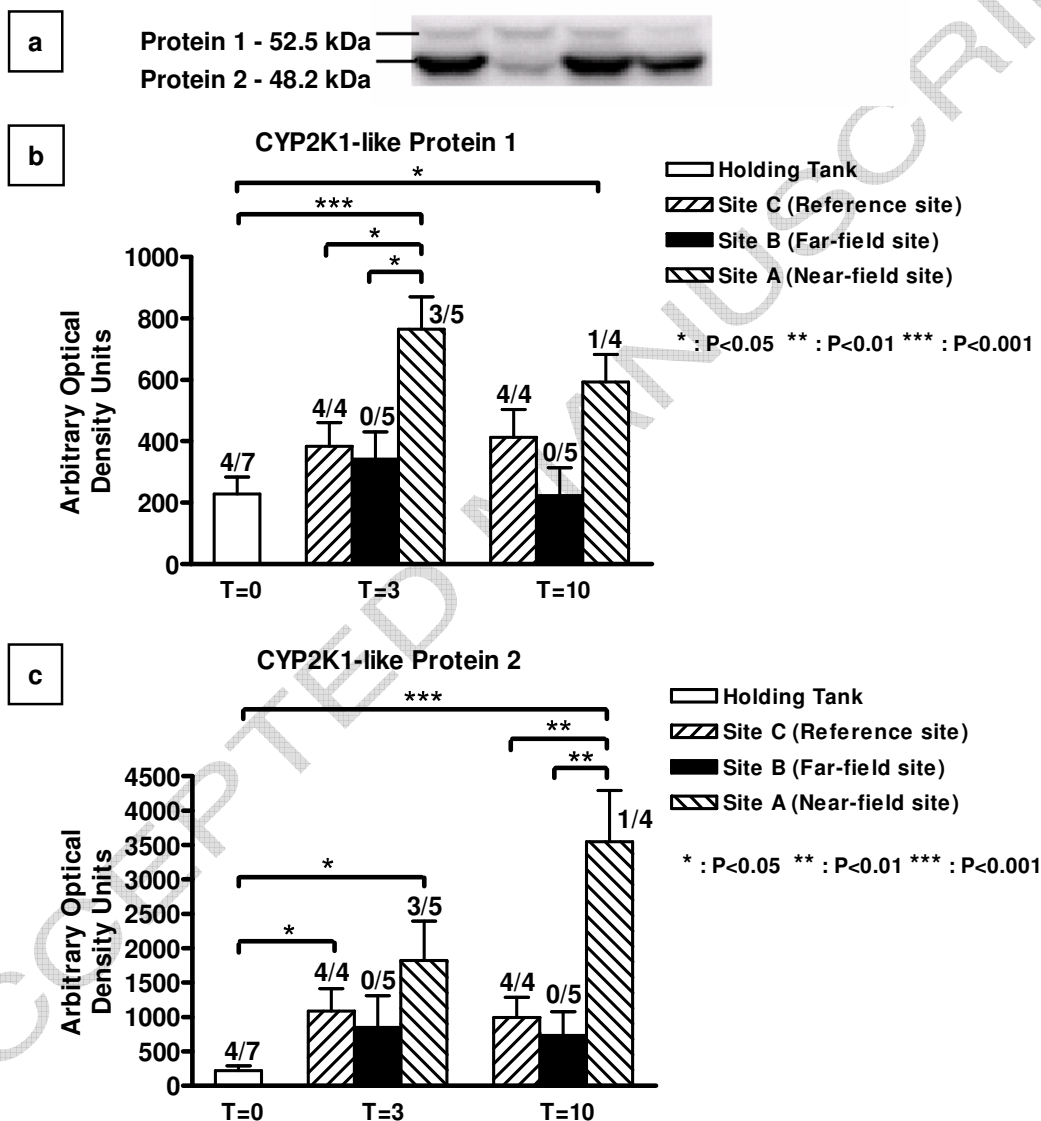 a
Protein 1 - 52.5 kDa
Protein 2 - 48.2 kDa
b
CYP2K1-like Protein 1
Holding Tank
Site C (Reference site)
Site B (Far-field site)
Site A (Near-field site)
* : P<0.05 ** : P<0.01 *** : P<0.001
*
***
*
*
Arbitrary Optical
Density Units
1000
800
600
400
200
0
4/7
4/4
0/5
3/5
4/4
0/5
1/4
T=0
T=3
T=10
c
CYP2K1-like Protein 2
Holding Tank
Site C (Reference site)
Site B (Far-field site)
Site A (Near-field site)
* : P<0.05 ** : P<0.01 *** : P<0.001
***
**
**
*
*
Arbitrary Optical
Density Units
4500
4000
3500
3000
2500
2000
1500
1000
500
0
4/7
4/4
0/5
3/5
4/4
0/5
1/4
T=0
T=3
T=10
CCEPTED MANUSCRI